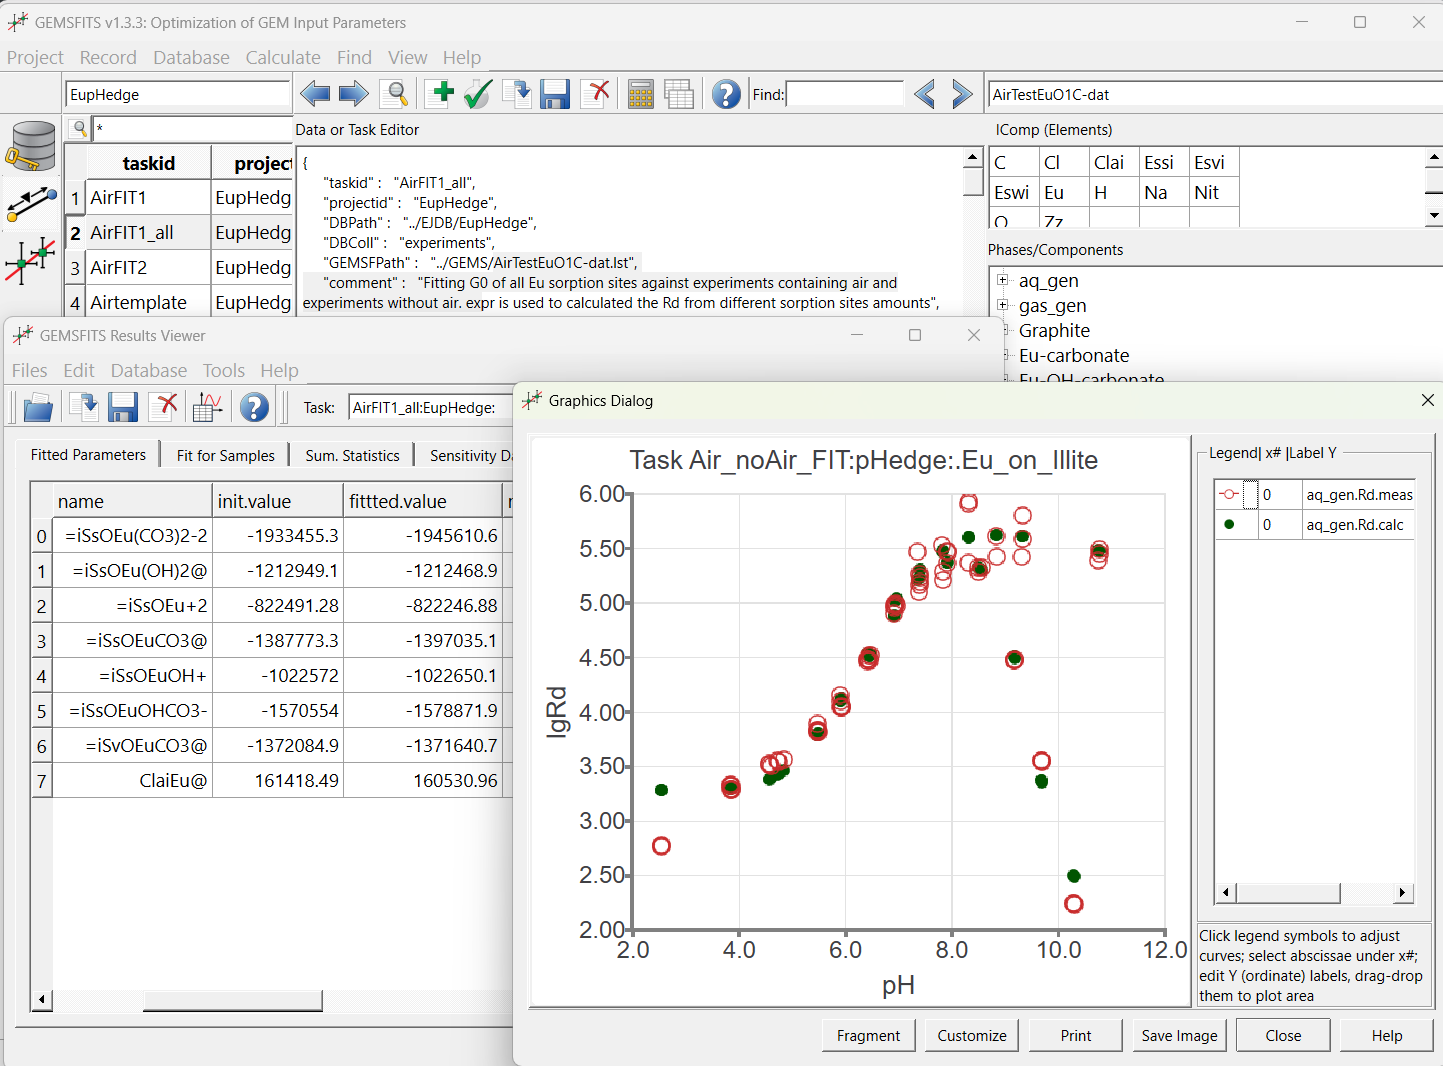 GEMSFITS v1.3.3: Optimization of GEM Input Parameters
Project Record Database Calculate Find View Help
EupHedge
Find:
AirTestEuO1C-dat
*
Data or Task Editor
IComp (Elements)
taskid project
1 AirFIT1 EupHedg
2 AirFIT1_all EupHedg
3 AirFIT2 EupHedg
4 Airtemplate EupHedg
{
"taskid" : "AirFIT1_all",
"projectid" : "EupHedge",
"DBPath" : "../EJDB/EupHedge",
"DBColl" : "experiments",
"GEMSFPath" : "../GEMS/AirTestEuO1C-dat.lst",
"comment" : "Fitting G0 of all Eu sorption sites against experiments containing air and
experiments without air. expr is used to calculated the Rd from different sorption sites amounts",
C Cl Clai Essi Esvi
Eswi Eu H Na Nit
O Zz
Phases/Components
aq_gen
gas_gen
Graphite
Eu-carbonate
Eu-OH-carbonate
GEMSFITS Results Viewer
Files Edit Database Tools Help
Task: AirFIT1_all:EupHedge:
Fitted Parameters Fit for Samples Sum. Statistics Sensitivity Da
name init.value fittted.value
0 =iSsOEu(CO3)2-2 -1933455.3 -1945610.6
1 =iSsOEu(OH)2@ -1212949.1 -1212468.9
2 =iSsOEu+2 -822491.28 -822246.88
3 =iSsOEuCO3@ -1387773.3 -1397035.1
4 =iSsOEuOH+ -1022572 -1022650.1
5 =iSsOEuOHCO3- -1570554 -1578871.9
6 =iSvOEuCO3@ -1372084.9 -1371640.7
7 ClaiEu@ 161418.49 160530.96
Graphics Dialog
Task Air_noAir_FIT:pHedge:.Eu_on_Illite
6.00
5.50
5.00
4.50
4.00
3.50
3.00
2.50
2.00
lgRd
2.0 4.0 6.0 8.0 10.0 12.0
pH
Legend| x# |Label Y
0 aq_gen.Rd.meas
0 aq_gen.Rd.calc
Click legend symbols to adjust
curves; select abscissae under x#;
edit Y (ordinate) labels, drag-drop
them to plot area
Fragment Customize Print Save Image Close Help